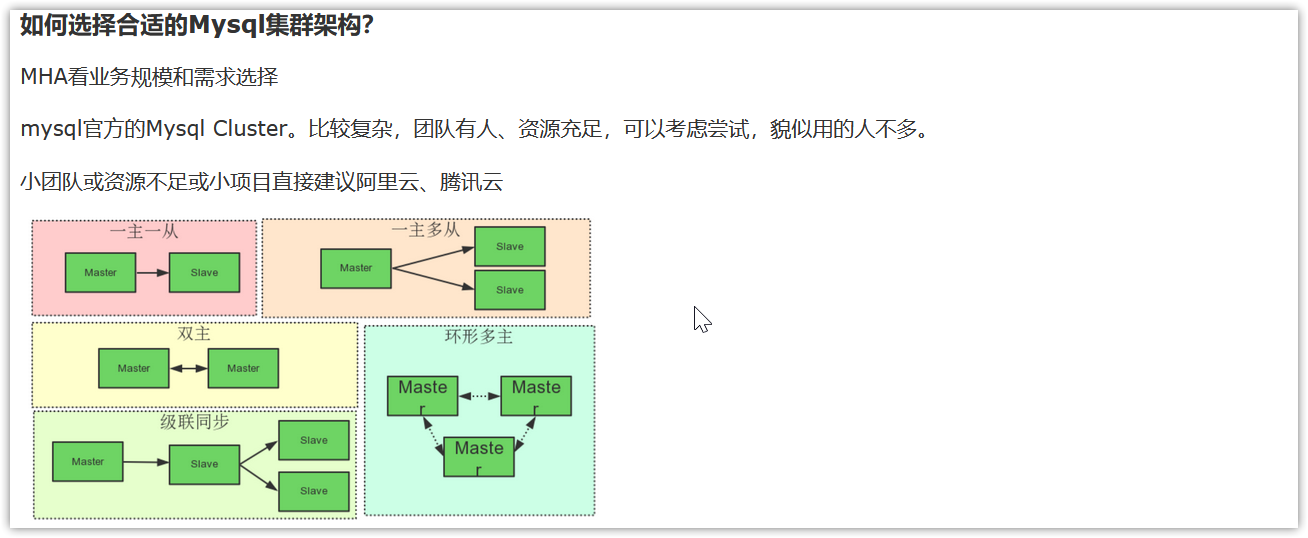 如何选择合适的Mysql集群架构？
MHA看业务规模和需求选择
mysql官方的Mysql Cluster。比较复杂，团队有人、资源充足，可以考虑尝试，貌似用的人不多。
小团队或资源不足或小项目直接建议阿里云、腾讯云
一主一从
Master
Slave
一主多从
Master
Slave
Slave
双主
Master
Master
环形多主
Maste
r
Maste
r
Maste
r
级联同步
Master
Slave
Slave
Slave